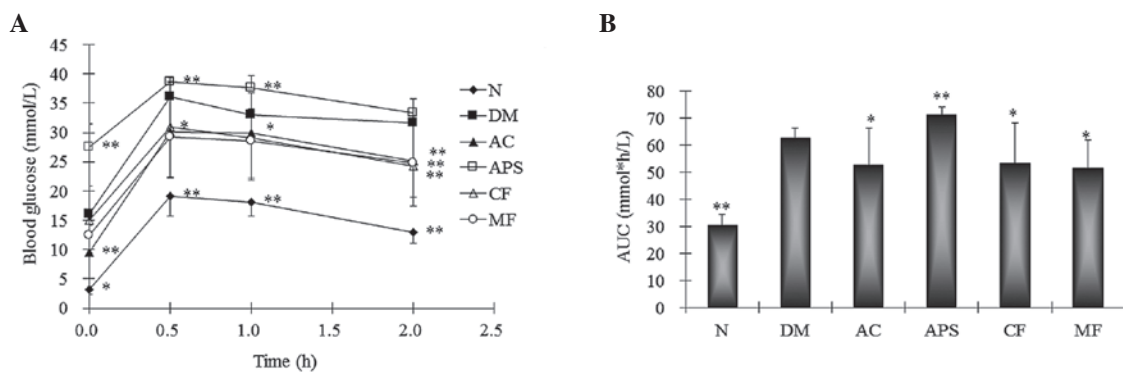 A
Blood glucose (mmol/L)
45
40
35
30
25
20
15
10
5
0
0.0 0.5 1.0 1.5 2.0 2.5
Time (h)
**
**
*
**
**
*
*
**
**
**
**
**
**
N
DM
AC
APS
CF
MF
B
AUC (mmol*h/L)
80
70
60
50
40
30
20
10
0
** * ** * *
N DM AC APS CF MF